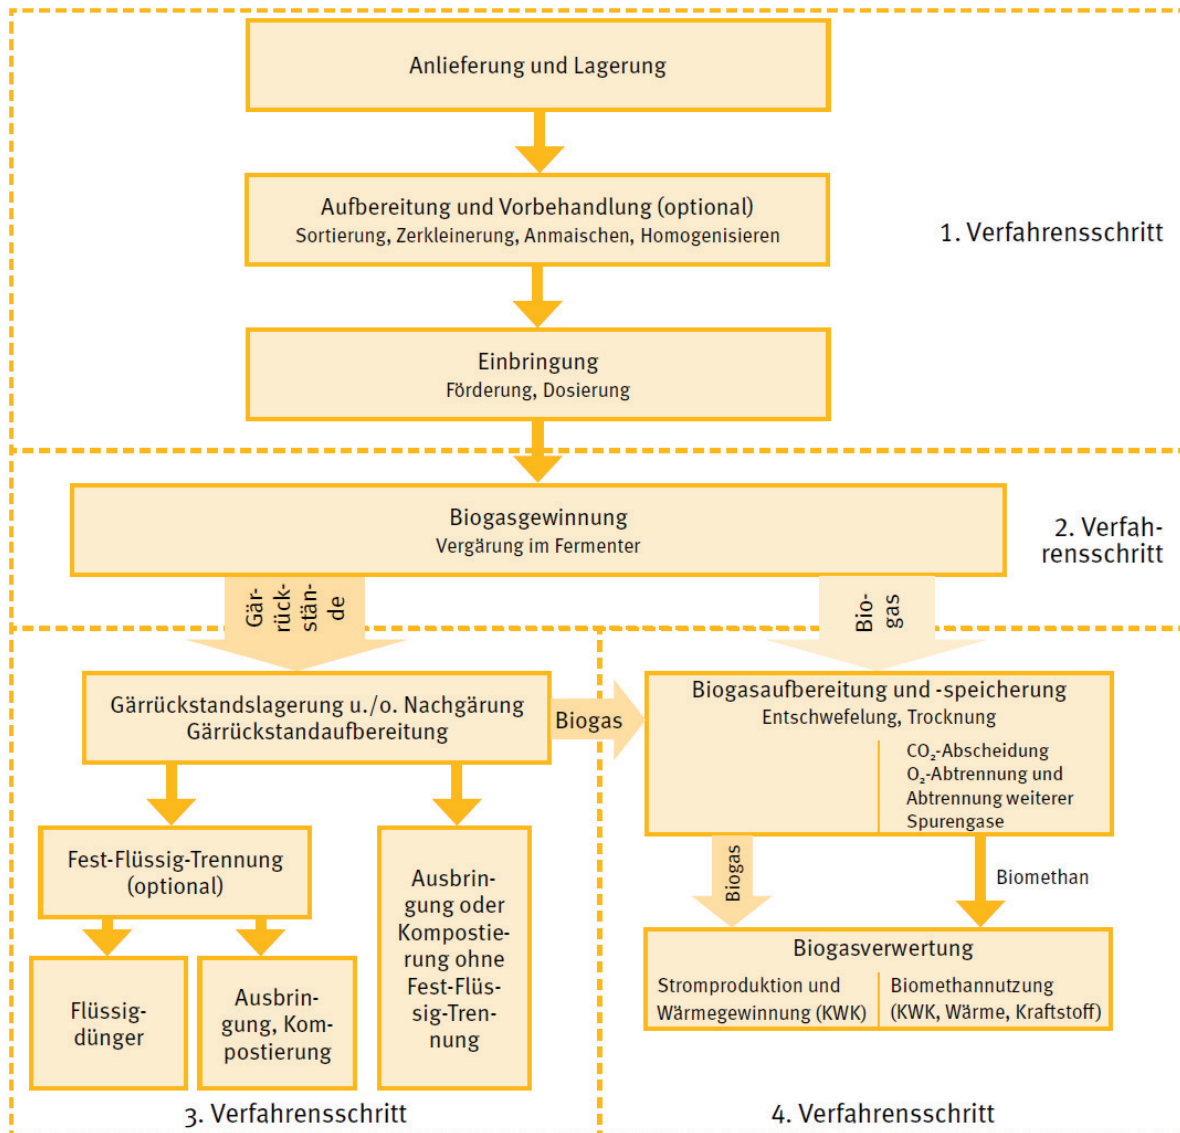 Anlieferung und Lagerung
Aufbereitung und Vorbehandlung (optional)
Sortierung, Zerkleinerung, Anmaischen, Homogenisieren
1. Verfahrensschritt
Einbringung
Förderung, Dosierung
Biogasgewinnung
Vergärung im Fermenter
2. Verfah-
rensschritt
Gär-
rück-
stän-
de
Bio-
gas
Gärrückstandslagerung u./o. Nachgärung
Gärrückstandaufbereitung
Biogas
Biogasaufbereitung und -speicherung
Entschwefelung, Trocknung
CO₂-Abscheidung
O₂-Abtrennung und
Abtrennung weiterer
Spurengase
Fest-Flüssig-Trennung
(optional)
Ausbrin-
gung oder
Kompostie-
rung ohne
Fest-Flüs-
sig-Tren-
nung
Flüssig-
dünger
Ausbrin-
gung, Kom-
postierung
Biogas
Biomethan
Biogasverwertung
Stromproduktion und
Wärmegewinnung (KWK)
Biomethannutzung
(KWK, Wärme, Kraftstoff)
3. Verfahrensschritt
4. Verfahrensschritt